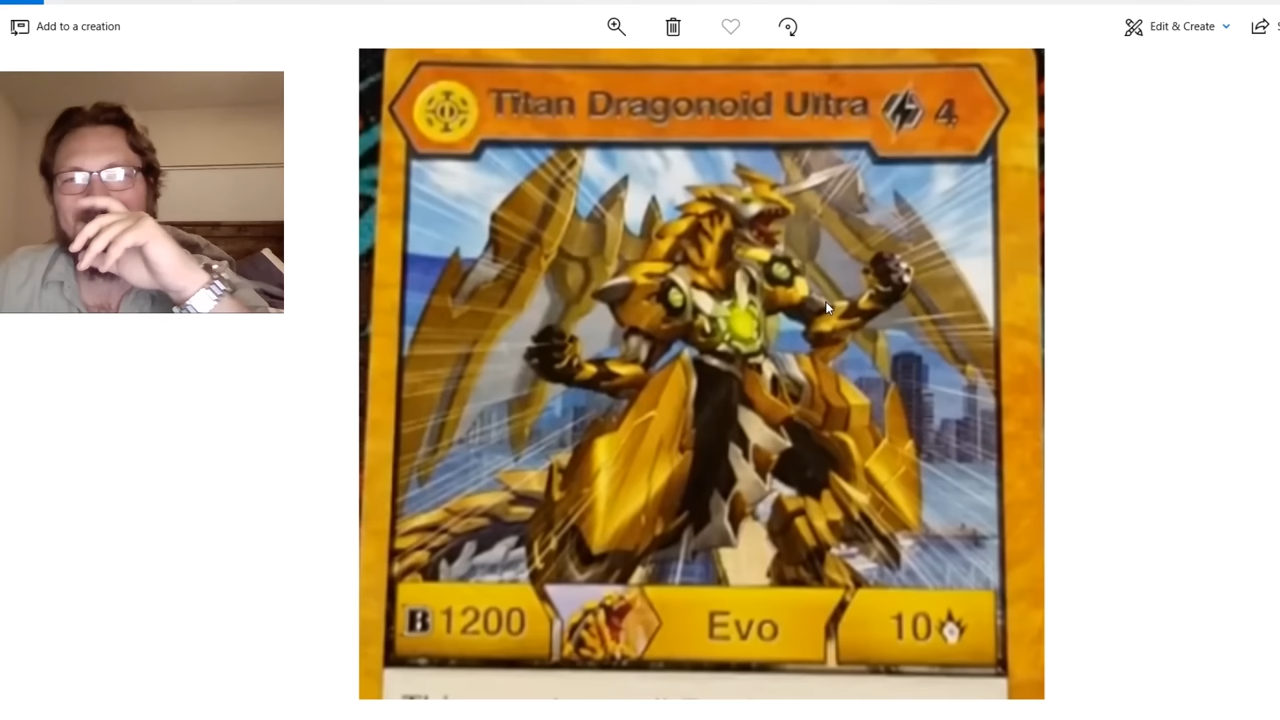 Add to a creation
Edit & Create
Titan Dragonoid Ultra 4
B 1200
Evo
10